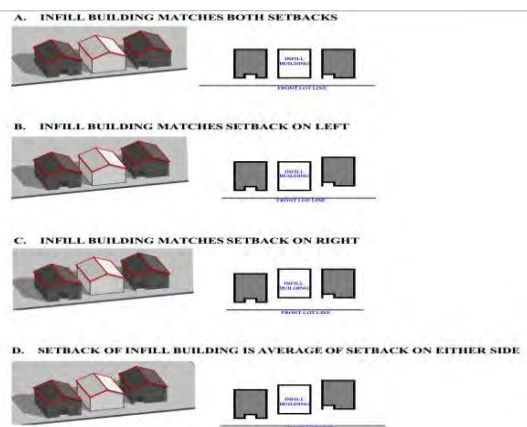 A. INFILL BUILDING MATCHES BOTH SETBACKS
INFILL
BUILDING
FRONT LOT LINE
B. INFILL BUILDING MATCHES SETBACK ON LEFT
INFILL
BUILDING
FRONT LOT LINE
C. INFILL BUILDING MATCHES SETBACK ON RIGHT
INFILL
BUILDING
FRONT LOT LINE
D. SETBACK OF INFILL BUILDING IS AVERAGE OF SETBACK ON EITHER SIDE
INFILL
BUILDING